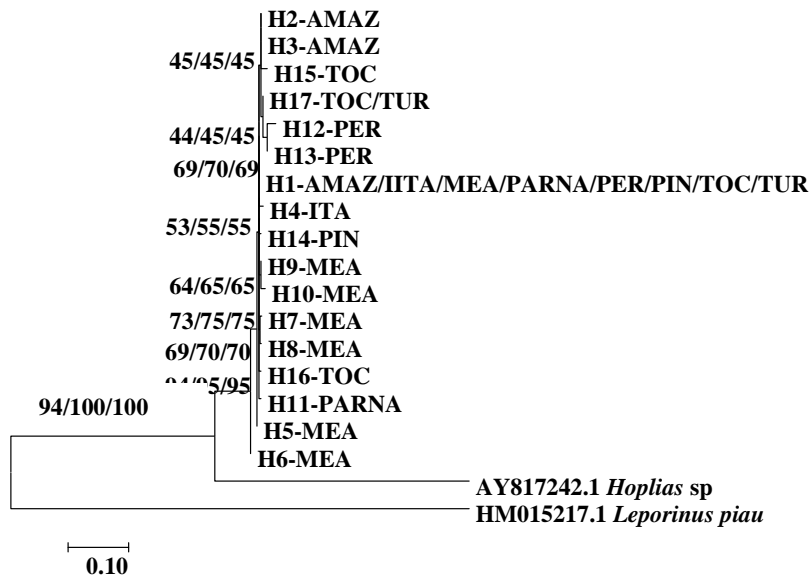 H2-AMAZ
H3-AMAZ
45/45/45
H15-TOC
H17-TOC/TUR
H12-PER
44/45/45
H13-PER
69/70/69
H1-AMAZ/IITA/MEA/PARNA/PER/PIN/TOC/TUR
H4-ITA
53/55/55
H14-PIN
H9-MEA
64/65/65
H10-MEA
73/75/75
H7-MEA
69/70/70
H8-MEA
H16-TOC
94/95/95
94/100/100
H11-PARNA
H5-MEA
H6-MEA
AY817242.1 Hoplias sp
HM015217.1 Leporinus piau
0.10